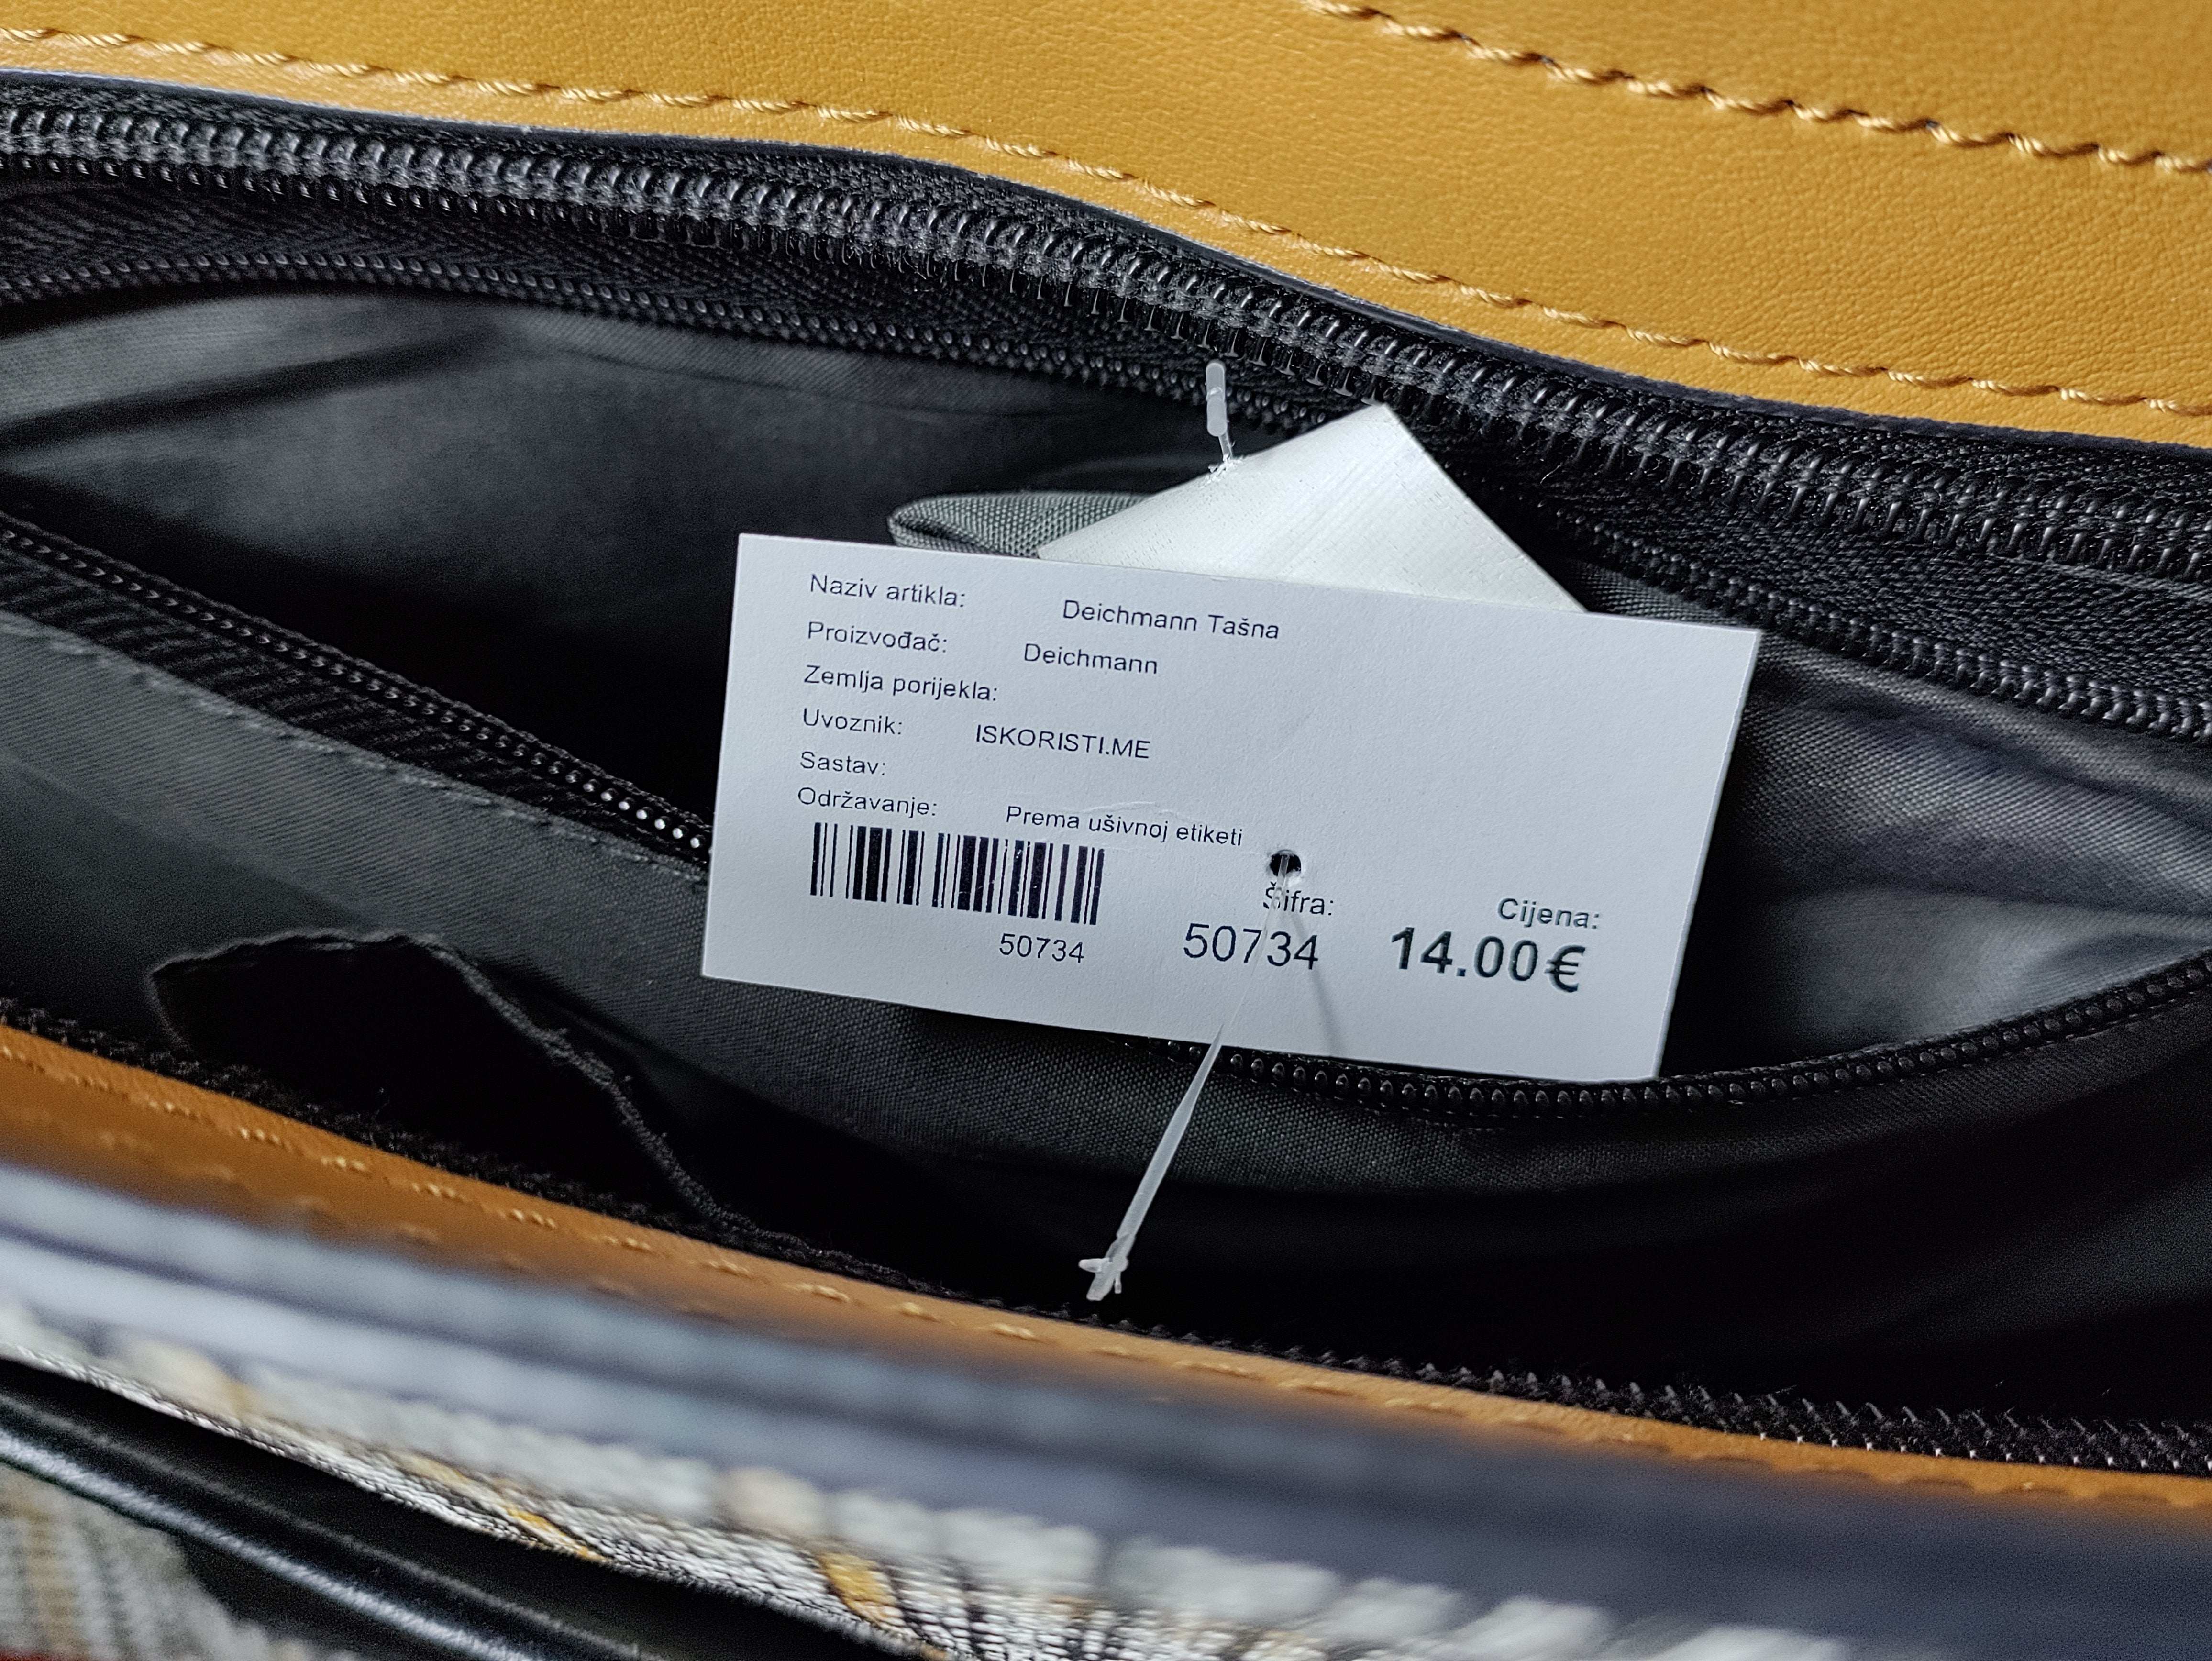 Naziv artikla: Deichmann Tašna
Proizvođač: Deichmann
Zemlja porijekla:
Uvoznik: ISKORISTI.ME
Sastav:
Održavanje: Prema ušivnoj etiketi
Šifra: Cijena:
50734 50734 14.00€